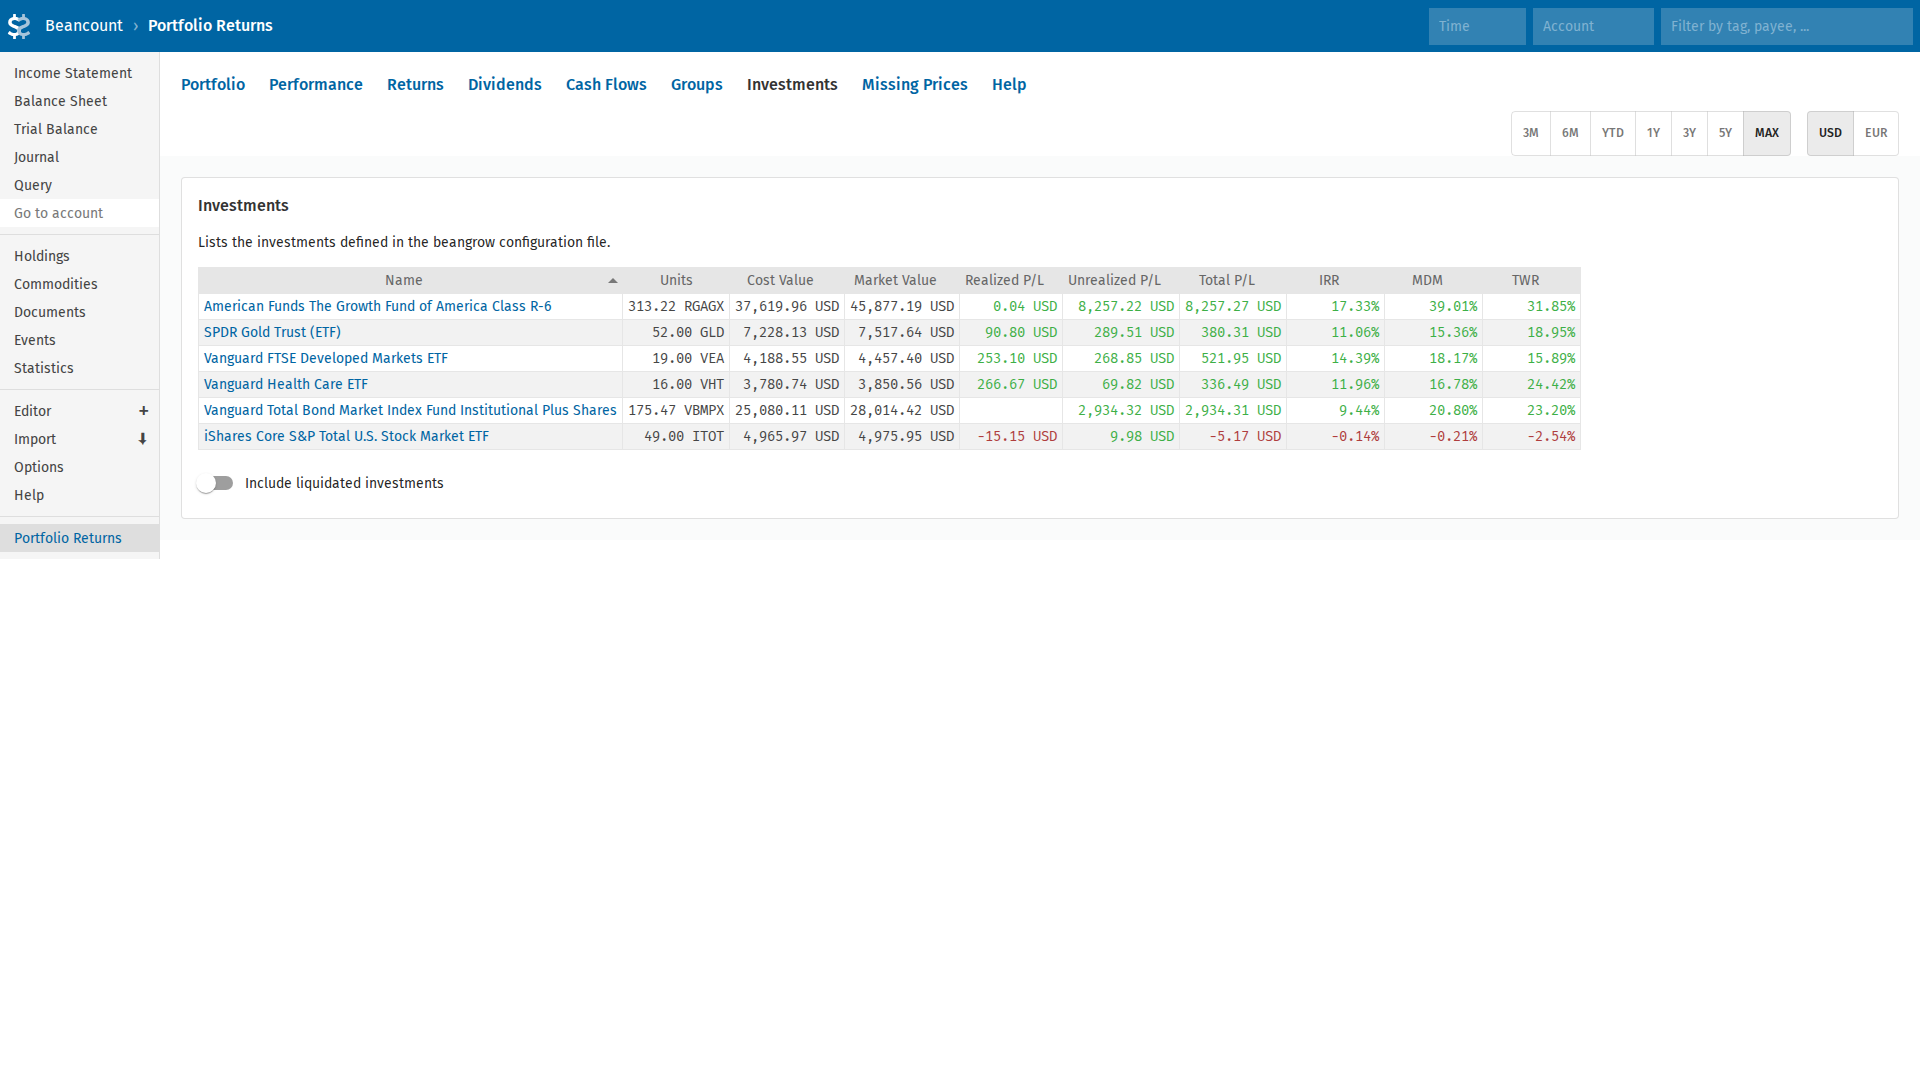 Beancount › Portfolio Returns
Time
Account
Filter by tag, payee, ...
Income Statement
Balance Sheet
Trial Balance
Journal
Query
Go to account
Holdings
Commodities
Documents
Events
Statistics
Editor +
Import
Options
Help
Portfolio Returns
Portfolio Performance Returns Dividends Cash Flows Groups Investments Missing Prices Help
3M 6M YTD 1Y 3Y 5Y MAX USD EUR
Investments
Lists the investments defined in the beangrow configuration file.
Name Units Cost Value Market Value Realized P/L Unrealized P/L Total P/L IRR MDM TWR
American Funds The Growth Fund of America Class R-6 313.22 RGAGX 37,619.96 USD 45,877.19 USD 0.04 USD 8,257.22 USD 8,257.27 USD 17.33% 39.01% 31.85%
SPDR Gold Trust (ETF) 52.00 GLD 7,228.13 USD 7,517.64 USD 90.80 USD 289.51 USD 380.31 USD 11.06% 15.36% 18.95%
Vanguard FTSE Developed Markets ETF 19.00 VEA 4,188.55 USD 4,457.40 USD 253.10 USD 268.85 USD 521.95 USD 14.39% 18.17% 15.89%
Vanguard Health Care ETF 16.00 VHT 3,780.74 USD 3,850.56 USD 266.67 USD 69.82 USD 336.49 USD 11.96% 16.78% 24.42%
Vanguard Total Bond Market Index Fund Institutional Plus Shares 175.47 VBMPX 25,080.11 USD 28,014.42 USD 2,934.32 USD 2,934.31 USD 9.44% 20.80% 23.20%
iShares Core S&P Total U.S. Stock Market ETF 49.00 ITOT 4,965.97 USD 4,975.95 USD -15.15 USD 9.98 USD -5.17 USD -0.14% -0.21% -2.54%
Include liquidated investments